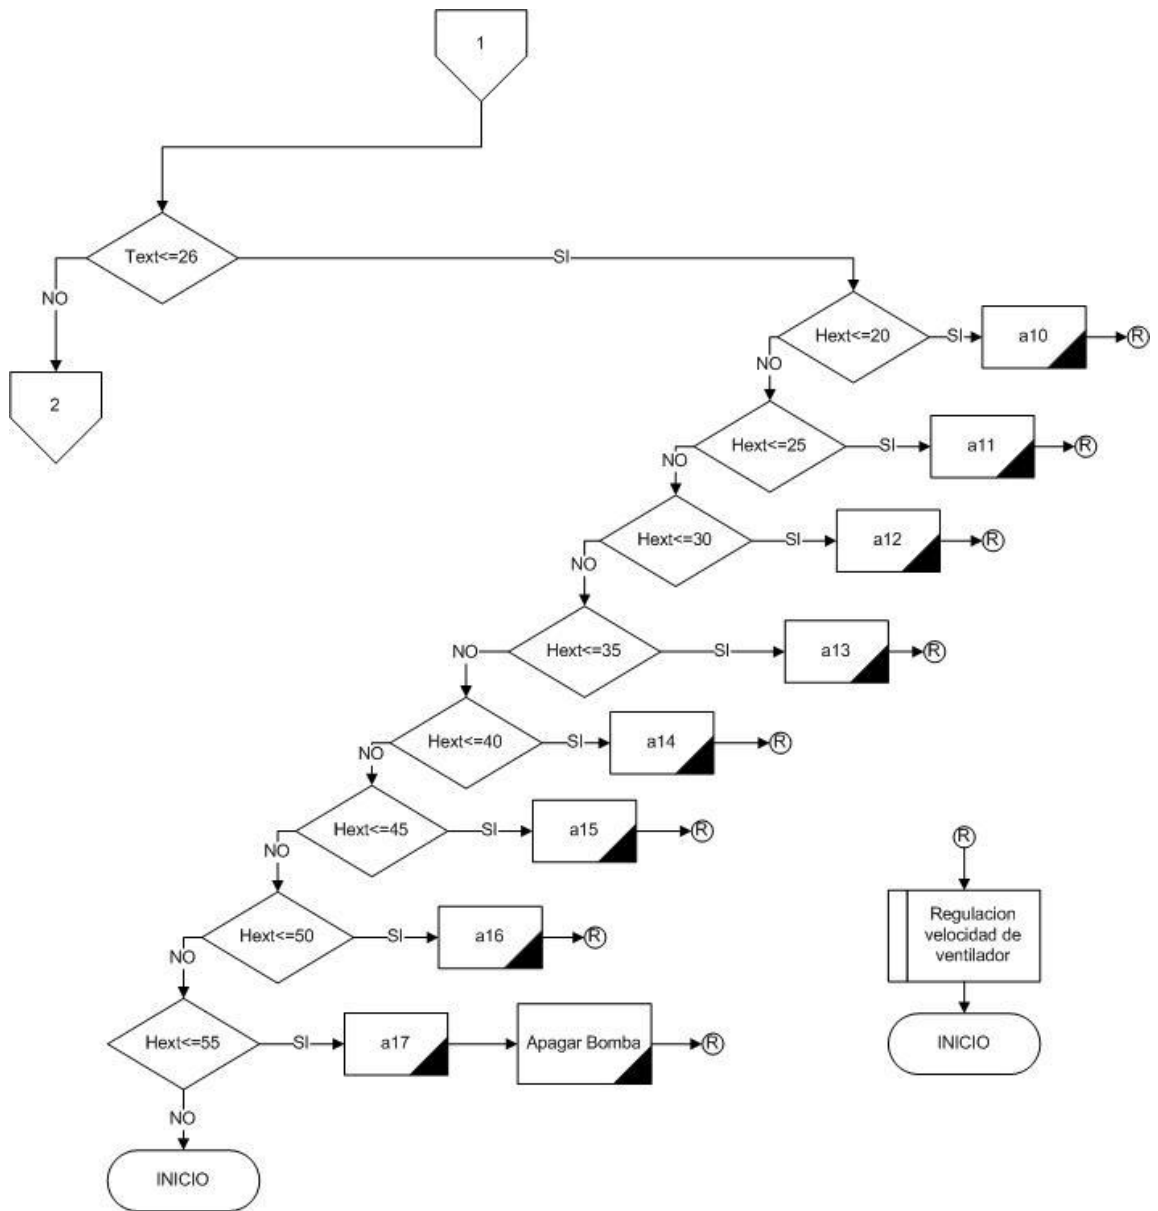 1
Text<=26
SI
NO
2
Hext<=20
SI
a10
R
NO
Hext<=25
SI
a11
R
NO
Hext<=30
SI
a12
R
NO
Hext<=35
SI
a13
R
NO
Hext<=40
SI
a14
R
NO
Hext<=45
SI
a15
R
NO
Hext<=50
SI
a16
R
NO
Hext<=55
SI
a17
Apagar Bomba
R
NO
INICIO
R
Regulacion
velocidad de
ventilador
INICIO